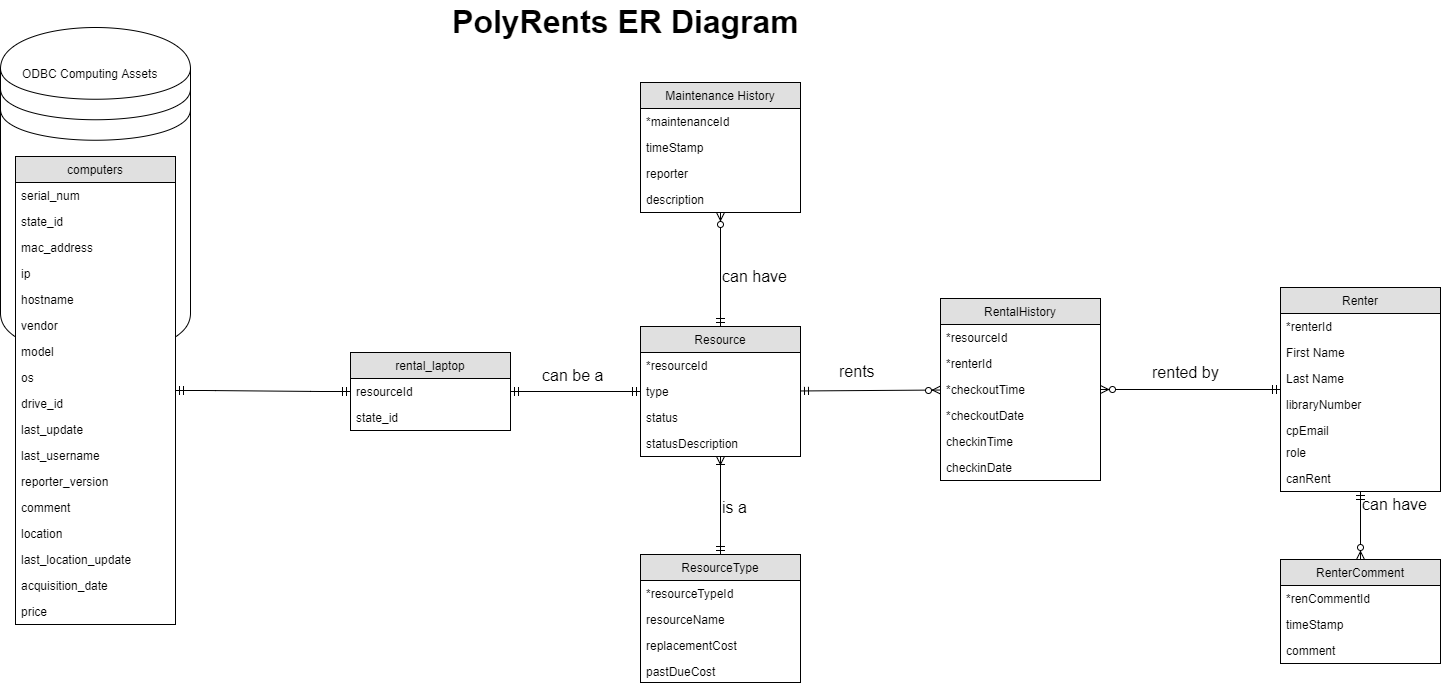 PolyRents ER Diagram
ODBC Computing Assets
computers
serial_num
state_id
mac_address
ip
hostname
vendor
model
os
drive_id
last_update
last_username
reporter_version
comment
location
last_location_update
acquisition_date
price
rental_laptop
resourceId
state_id
can be a
Maintenance History
*maintenanceId
timeStamp
reporter
description
can have
Resource
*resourceId
type
status
statusDescription
is a
ResourceType
*resourceTypeId
resourceName
replacementCost
pastDueCost
rents
RentalHistory
*resourceId
*renterId
*checkoutTime
*checkoutDate
checkinTime
checkinDate
rented by
Renter
*renterId
First Name
Last Name
libraryNumber
cpEmail
role
canRent
can have
RenterComment
*renCommentId
timeStamp
comment